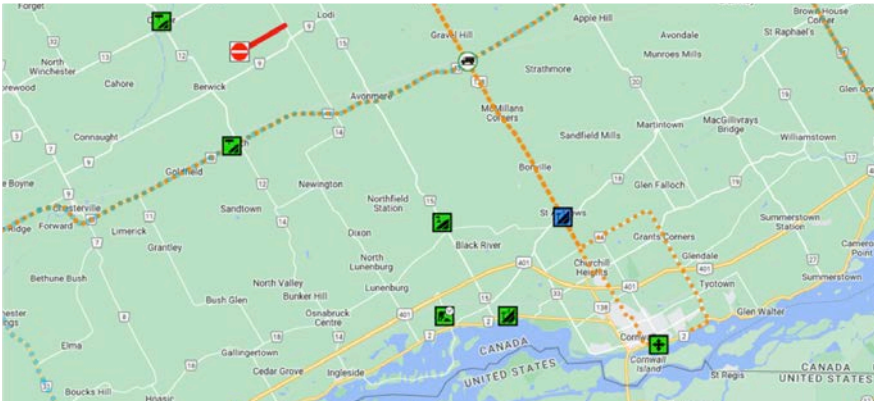 Forget
Lodi
Gravel Hill
Apple Hill
Brown House
Corner
St Raphael's
Avondale
Munroes Mills
North
Winchester
Cahore
Berwick
Strathmore
Avonmore
McMillans
Corners
Glen
Martintown
MacGillivrays
Bridge
Williamstown
Sandfield Mills
Connaught
Goldfield
Newington
Bonville
Glen Falloch
Boyne
Chesterville
Sandtown
Northfield
Station
Ridge
Forward
Limerick
Dixon
Black River
Grants Corners
Summerstown
Station
Grantley
North
Lunenburg
Glendale
Churchill
Heights
Bethune Bush
North Valley
Bunker Hill
Lunenburg
Tyotown
Summerstown
Point
Bush Glen
Osnabruck
Centre
Glen Walter
Elma
Gallingertown
Cedar Grove
Ingleside
CANADA
UNITED STATES
Cornwall
Island
St Regis
CANADA
UNITED STATES
Boucks Hill
401
401
401
401
138